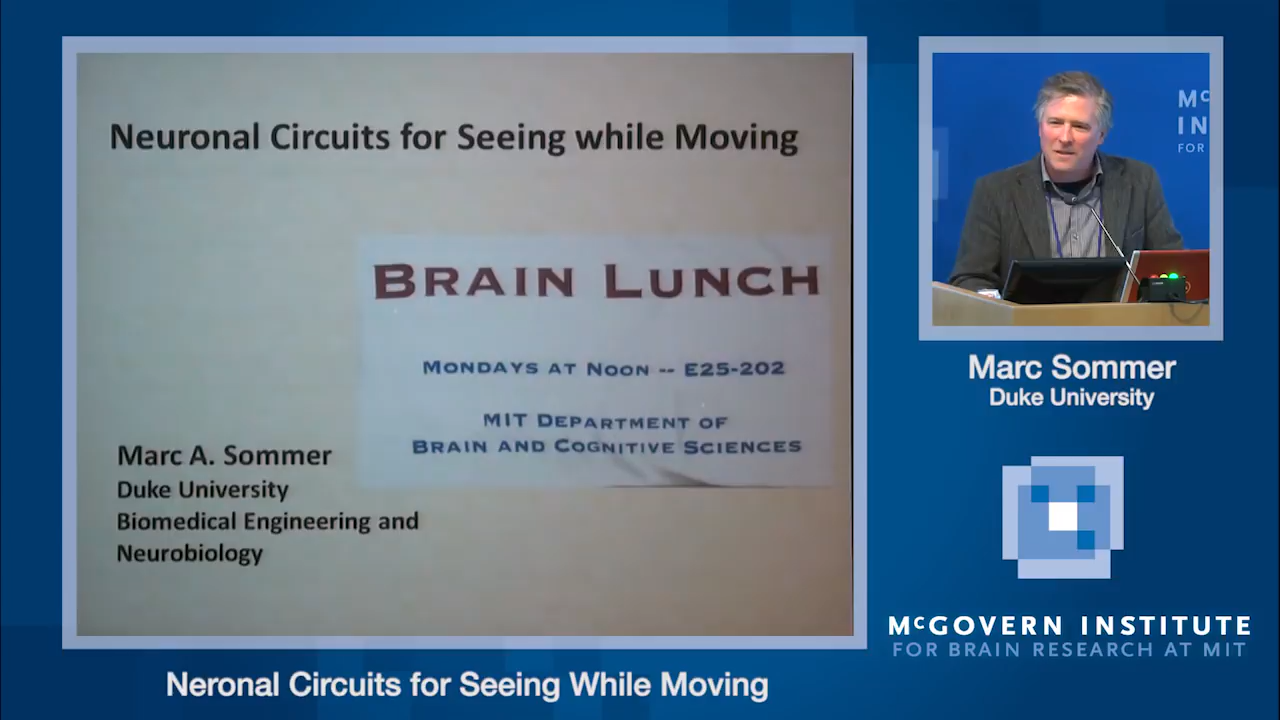 Neuronal Circuits for Seeing while Moving
BRAIN LUNCH
MONDAYS AT NOON -- E25-202
MIT DEPARTMENT OF
BRAIN AND COGNITIVE SCIENCES
Marc A. Sommer
Duke University
Biomedical Engineering and
Neurobiology
MC
IN
FOR
Marc Sommer
Duke University
McGOVERN INSTITUTE
FOR BRAIN RESEARCH AT MIT
Neronal Circuits for Seeing While Moving